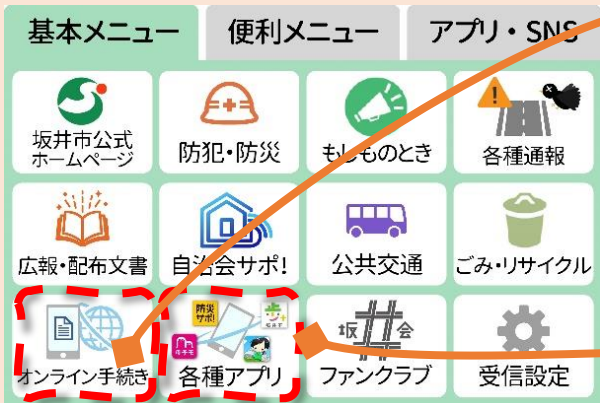 基本メニュー
便利メニュー
アプリ・SNS
坂井市公式
ホームページ
防犯・防災
もしものとき
各種通報
広報・配布文書
自治会サポ!
公共交通
ごみ・リサイクル
防災
サポ!
オンライン手続き
各種アプリ
坂井会
ファンクラブ
受信設定